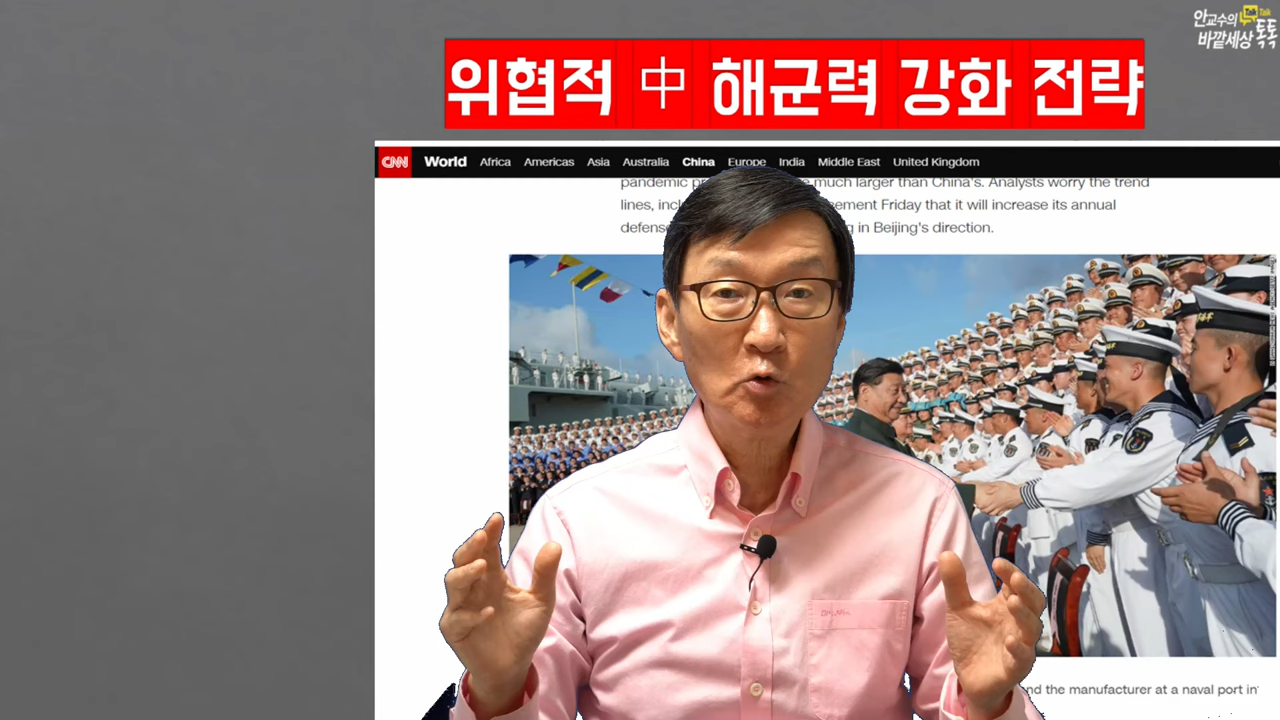 안교수의 Talk Talk
바깥세상 톡톡
위협적 中 해군력 강화 전략
CNN World Africa Americas Asia Australia China Europe India Middle East United Kingdom
pandemic much larger than China's. Analysts worry the trend
lines, Friday that it will increase its annual
in Beijing's direction.
the manufacturer at a naval port in